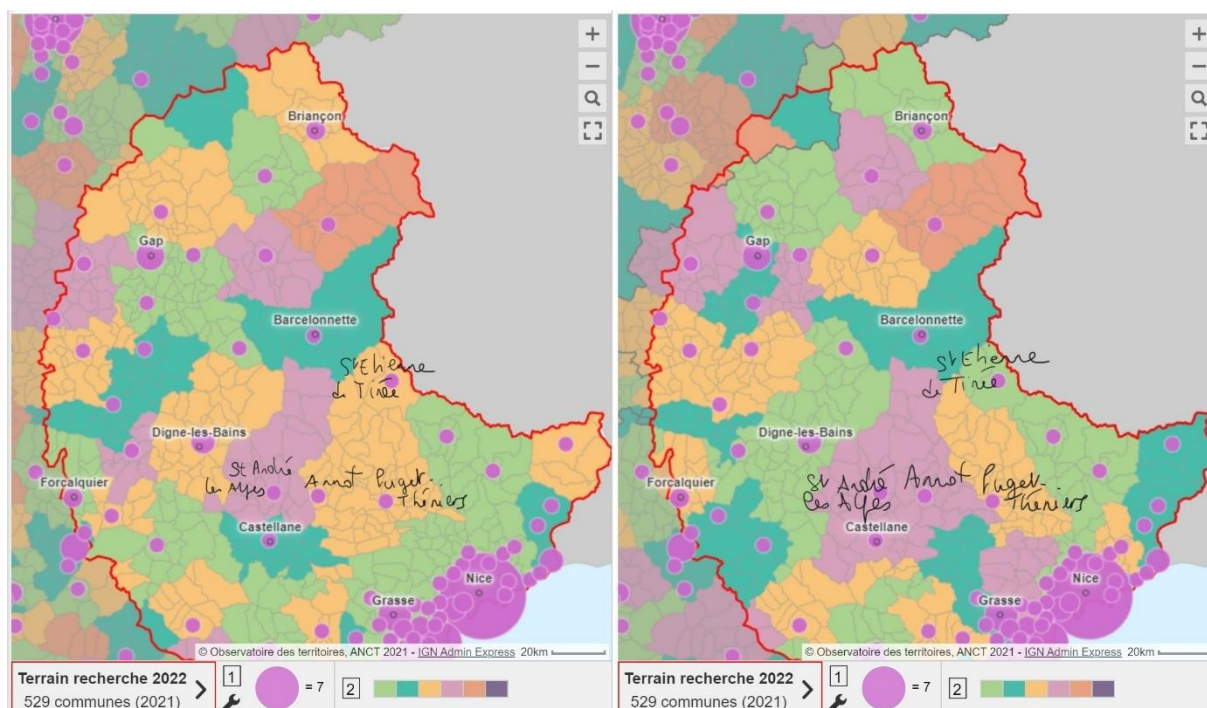 +
−
Briançon
Gap
Barcelonnette
St Etienne
de Tinée
Digne-les-Bains
St André
les Alpes
Annot
Puget-
Théniers
Forcalquier
Castellane
Nice
Grasse
© Observatoire des territoires, ANCT 2021 - IGN Admin Express 20km
Terrain recherche 2022
529 communes (2021)
1
= 7
2
+
−
Briançon
Gap
Barcelonnette
St Etienne
de Tinée
Digne-les-Bains
St André
les Alpes
Annot
Puget-
Théniers
Forcalquier
Castellane
Nice
Grasse
© Observatoire des territoires, ANCT 2021 - IGN Admin Express 20km
Terrain recherche 2022
529 communes (2021)
1
= 7
2